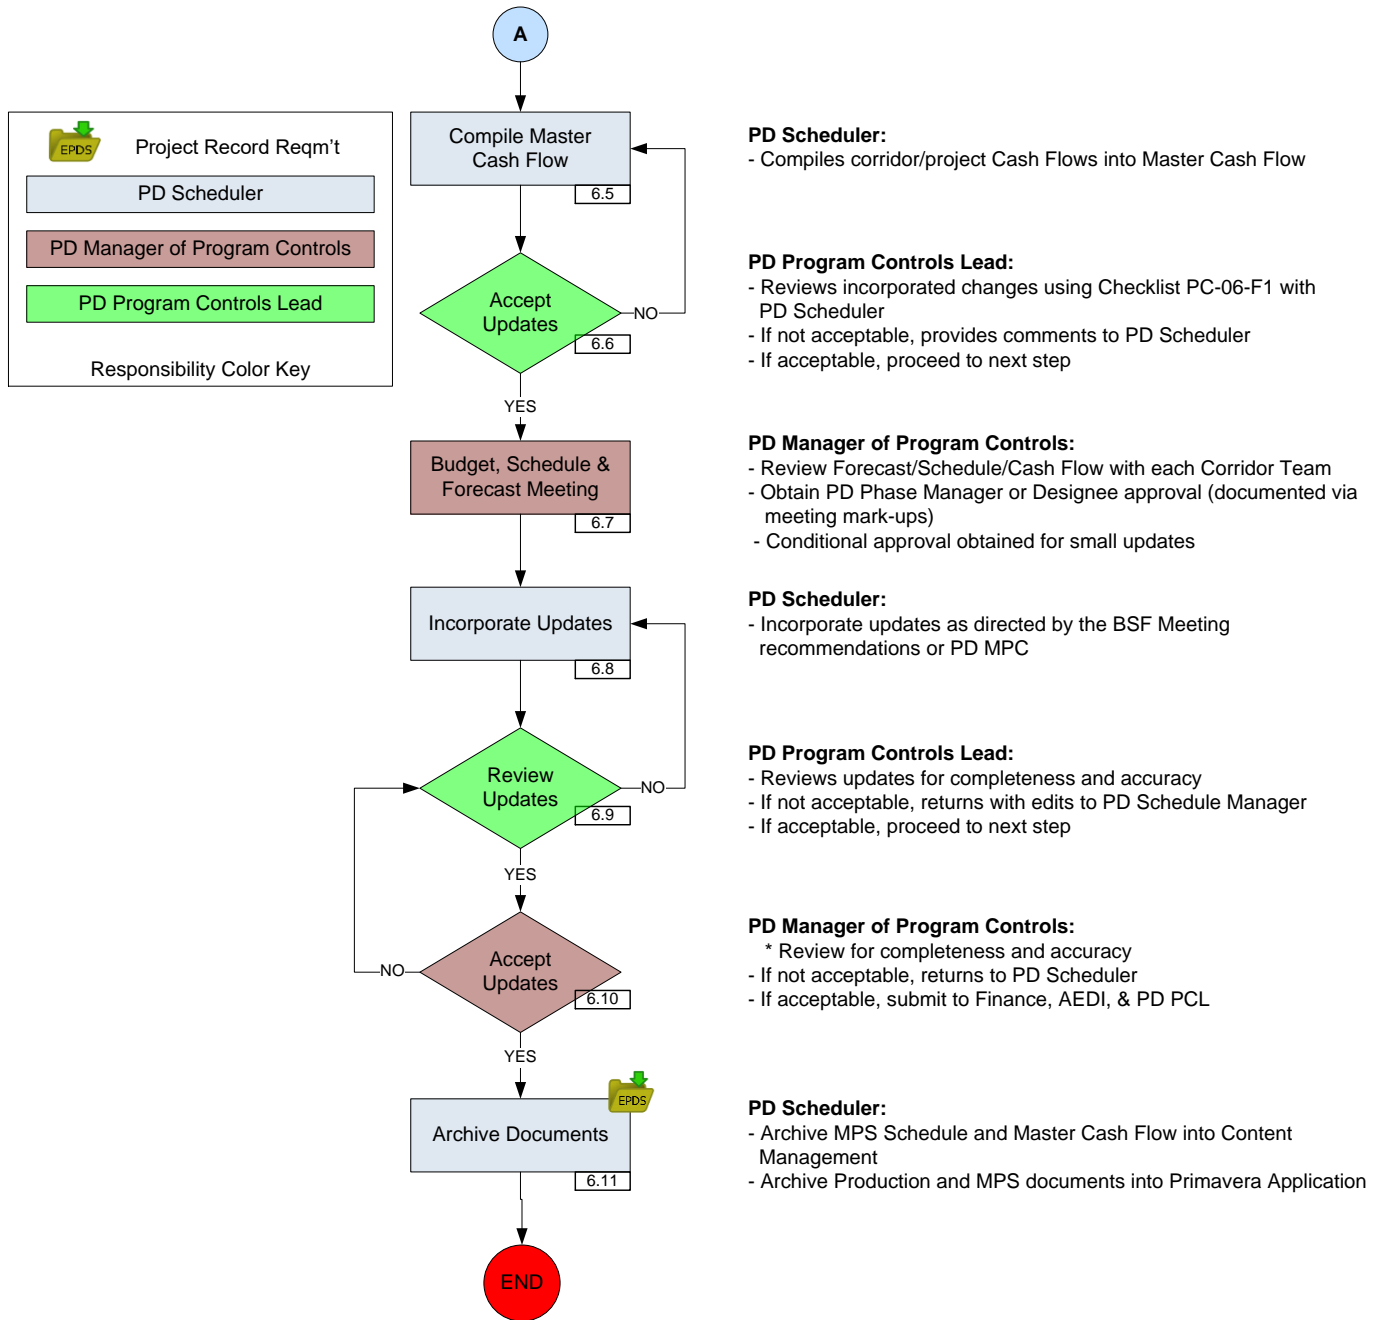 A
EPDS
Project Record Reqm't
PD Scheduler
PD Manager of Program Controls
PD Program Controls Lead
Responsibility Color Key
Compile Master
Cash Flow
6.5
PD Scheduler:
- Compiles corridor/project Cash Flows into Master Cash Flow
Accept
Updates
NO
6.6
PD Program Controls Lead:
- Reviews incorporated changes using Checklist PC-06-F1 with
PD Scheduler
- If not acceptable, provides comments to PD Scheduler
- If acceptable, proceed to next step
YES
Budget, Schedule &
Forecast Meeting
6.7
PD Manager of Program Controls:
- Review Forecast/Schedule/Cash Flow with each Corridor Team
- Obtain PD Phase Manager or Designee approval (documented via
meeting mark-ups)
- Conditional approval obtained for small updates
Incorporate Updates
6.8
PD Scheduler:
- Incorporate updates as directed by the BSF Meeting
recommendations or PD MPC
Review
Updates
NO
6.9
PD Program Controls Lead:
- Reviews updates for completeness and accuracy
- If not acceptable, returns with edits to PD Schedule Manager
- If acceptable, proceed to next step
YES
Accept
Updates
NO
6.10
PD Manager of Program Controls:
* Review for completeness and accuracy
- If not acceptable, returns to PD Scheduler
- If acceptable, submit to Finance, AEDI, & PD PCL
YES
EPDS
Archive Documents
6.11
PD Scheduler:
- Archive MPS Schedule and Master Cash Flow into Content
Management
- Archive Production and MPS documents into Primavera Application
END